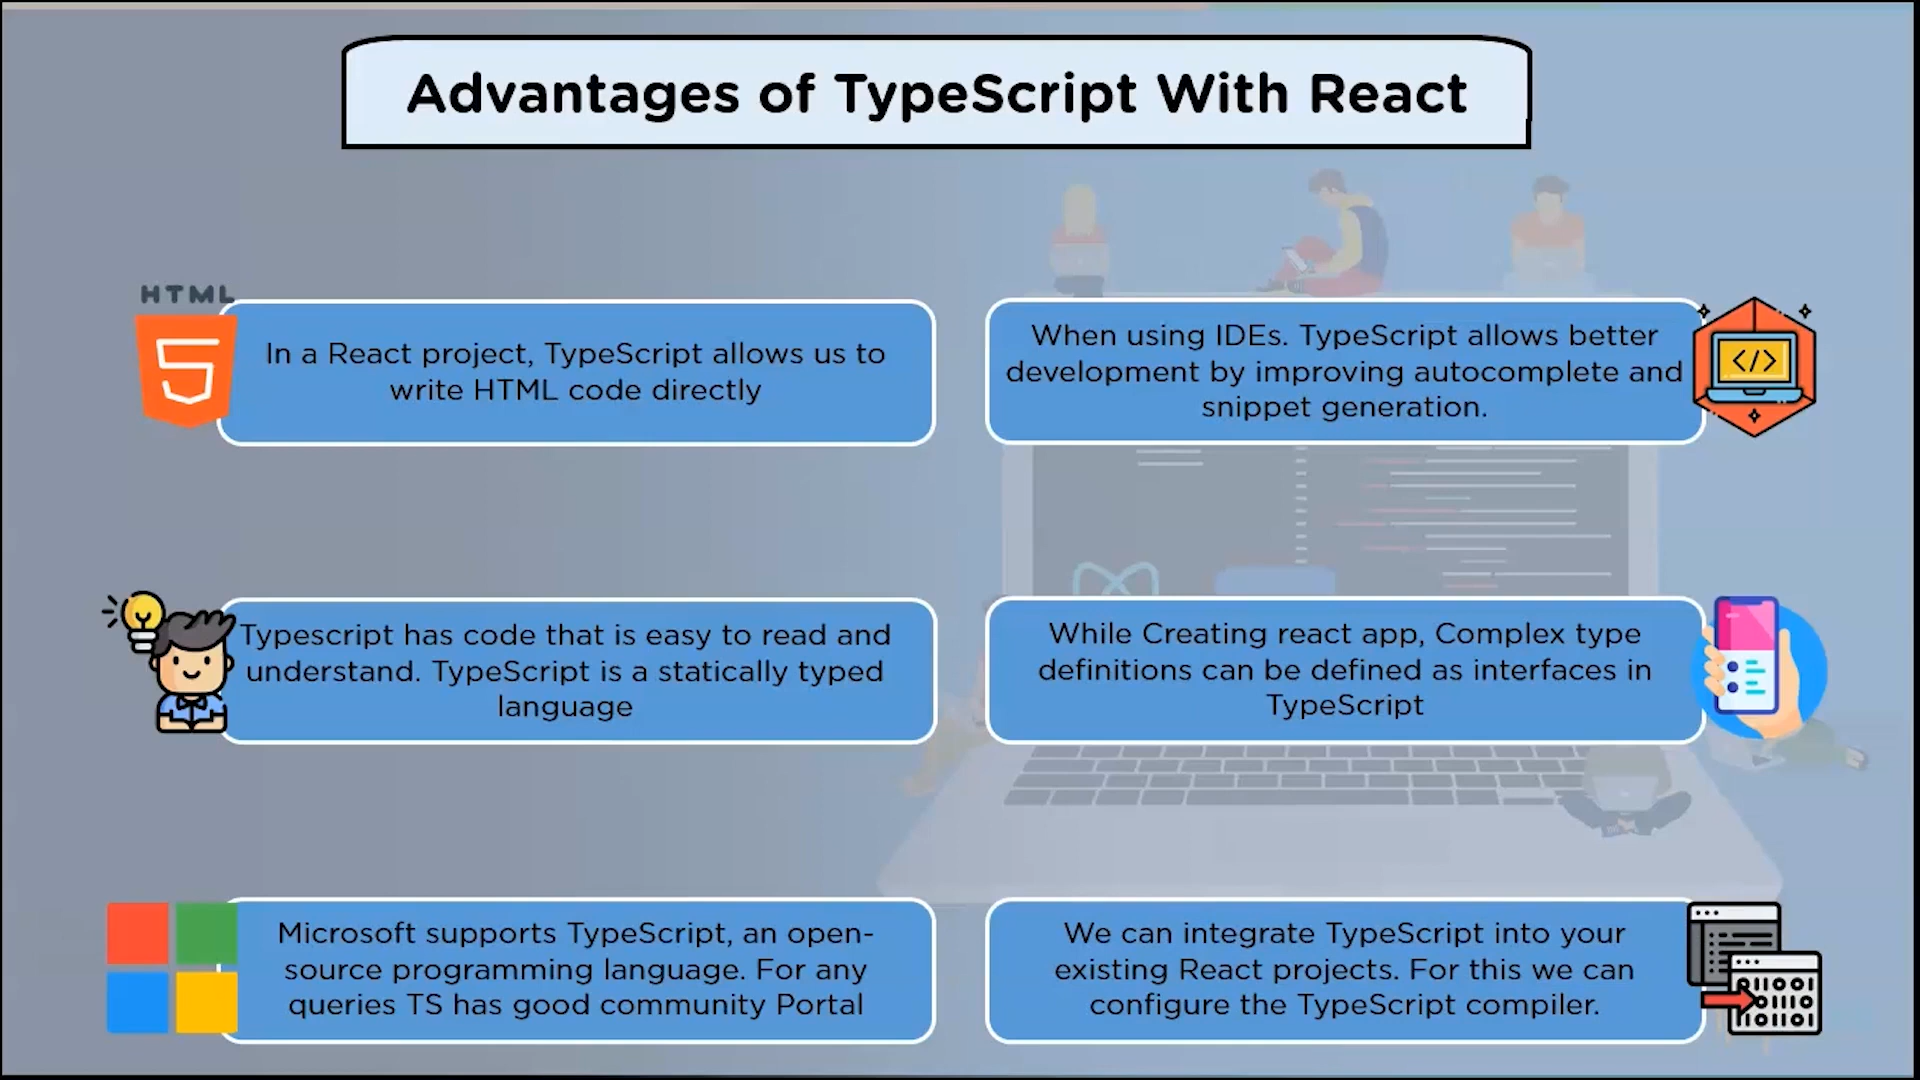 Advantages of TypeScript With React
HTML
5
In a React project, TypeScript allows us to
write HTML code directly
When using IDEs. TypeScript allows better
development by improving autocomplete and
snippet generation.
</>
Typescript has code that is easy to read and
understand. TypeScript is a statically typed
language
While Creating react app, Complex type
definitions can be defined as interfaces in
TypeScript
Microsoft supports TypeScript, an open-
source programming language. For any
queries TS has good community Portal
We can integrate TypeScript into your
existing React projects. For this we can
configure the TypeScript compiler.